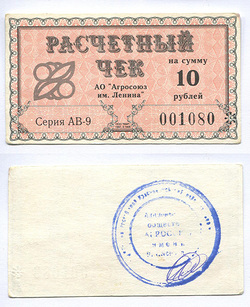 РАСЧЕТНЫЙ
ЧЕК
на сумму
10
рублей
АО "Агросоюз
им. Ленина"
Серия АВ-9
001080